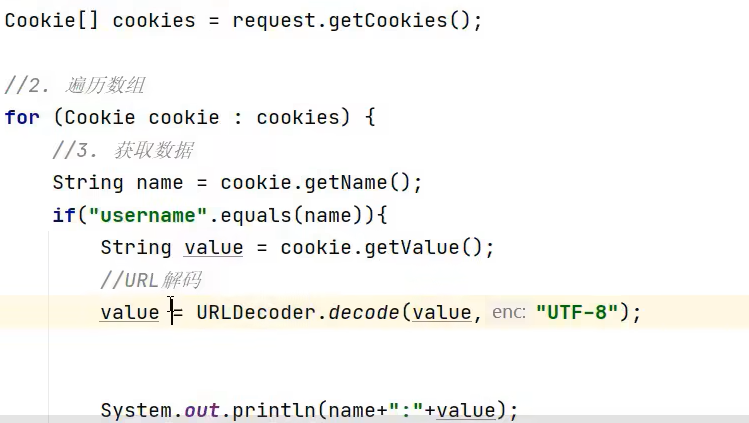 Cookie[] cookies = request.getCookies();
//2. 遍历数组
for (Cookie cookie : cookies) {
//3. 获取数据
String name = cookie.getName();
if("username".equals(name)){
String value = cookie.getValue();
//URL解码
value = URLDecoder.decode(value, enc: "UTF-8");
System.out.println(name+":"+value);